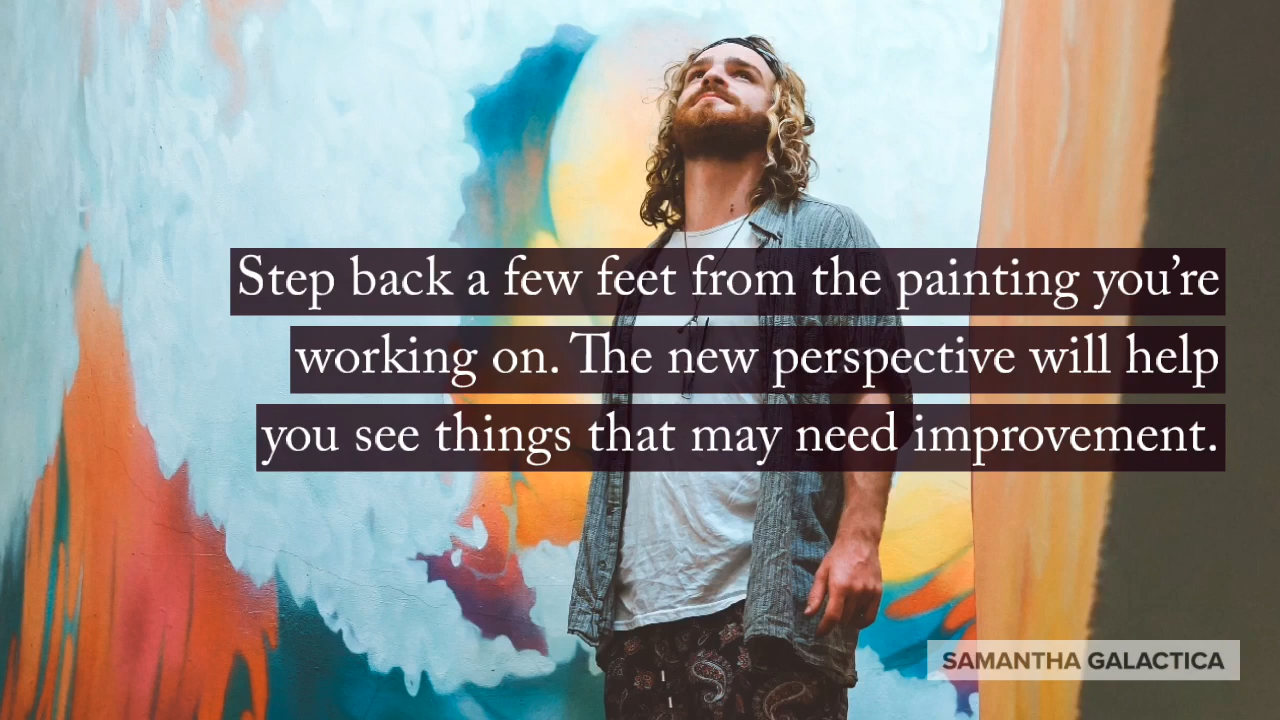 Step back a few feet from the painting you’re
working on. The new perspective will help
you see things that may need improvement.
SAMANTHA GALACTICA